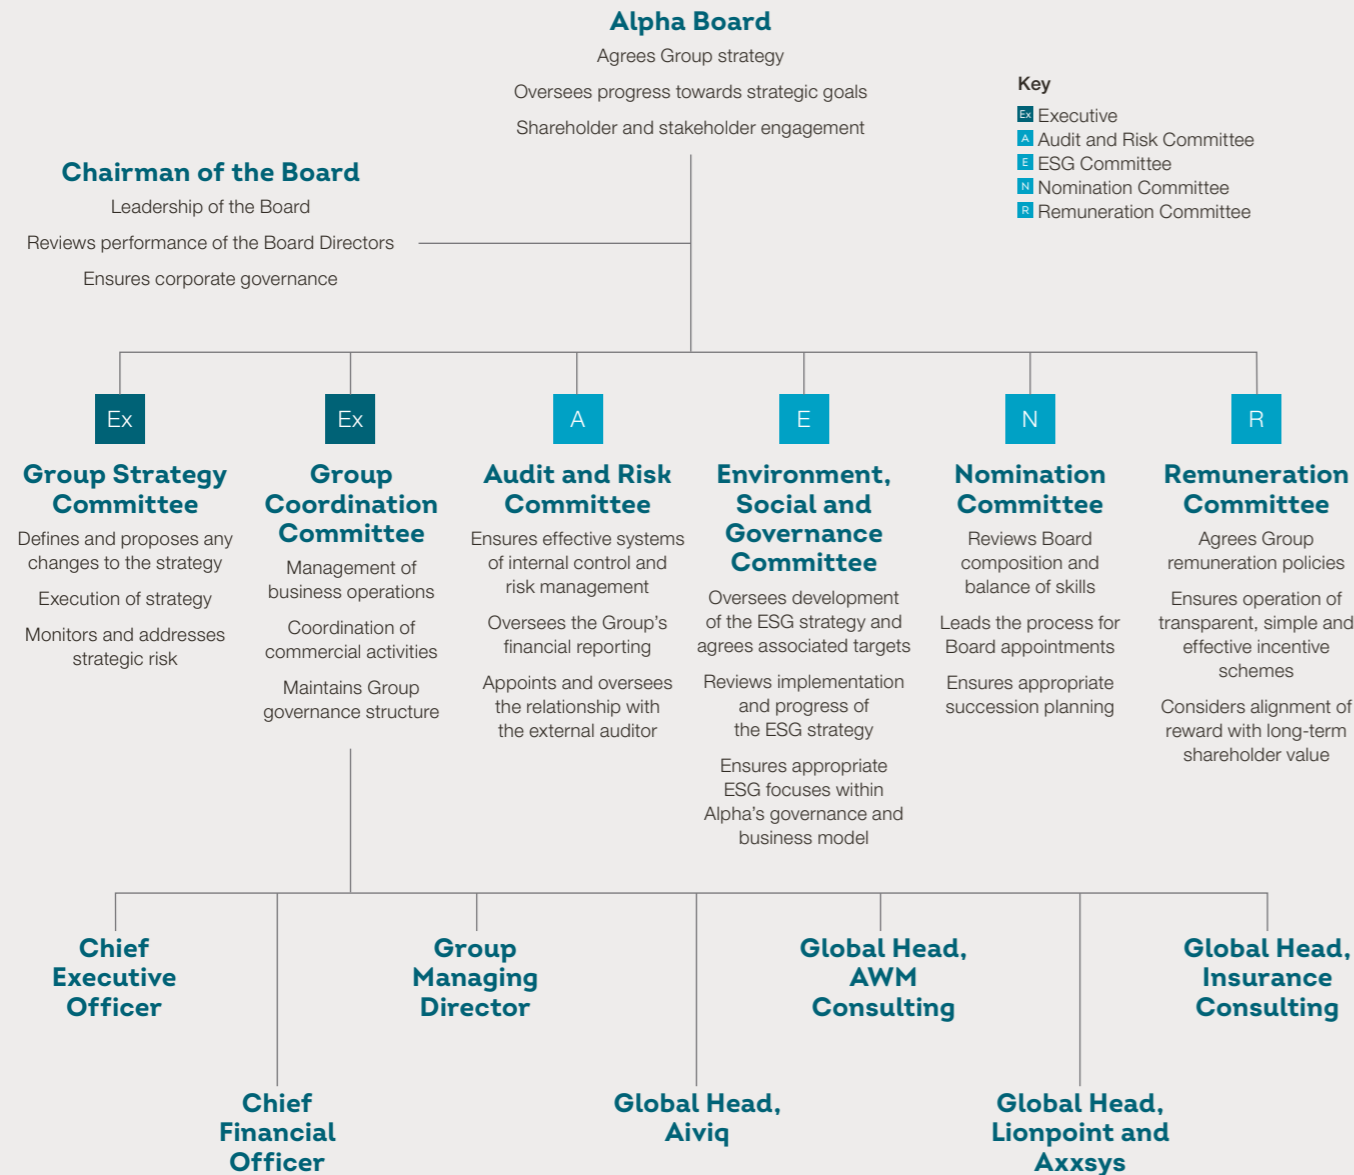 Alpha Board
Agrees Group strategy
Oversees progress towards strategic goals
Shareholder and stakeholder engagement
Key
Ex Executive
A Audit and Risk Committee
E ESG Committee
N Nomination Committee
R Remuneration Committee
Chairman of the Board
Leadership of the Board
Reviews performance of the Board Directors
Ensures corporate governance
Ex
Group Strategy
Committee
Defines and proposes any
changes to the strategy
Execution of strategy
Monitors and addresses
strategic risk
Ex
Group
Coordination
Committee
Management of
business operations
Coordination of
commercial activities
Maintains Group
governance structure
A
Audit and Risk
Committee
Ensures effective systems
of internal control and
risk management
Oversees the Group's
financial reporting
Appoints and oversees
the relationship with
the external auditor
E
Environment,
Social and
Governance
Committee
Oversees development
of the ESG strategy and
agrees associated targets
Reviews implementation
and progress of
the ESG strategy
Ensures appropriate
ESG focuses within
Alpha's governance and
business model
N
Nomination
Committee
Reviews Board
composition and
balance of skills
Leads the process for
Board appointments
Ensures appropriate
succession planning
R
Remuneration
Committee
Agrees Group
remuneration policies
Ensures operation of
transparent, simple and
effective incentive
schemes
Considers alignment of
reward with long-term
shareholder value
Chief
Executive
Officer
Chief
Financial
Officer
Group
Managing
Director
Global Head,
Aiviq
Global Head,
AWM
Consulting
Global Head,
Lionpoint and
Axxsys
Global Head,
Insurance
Consulting